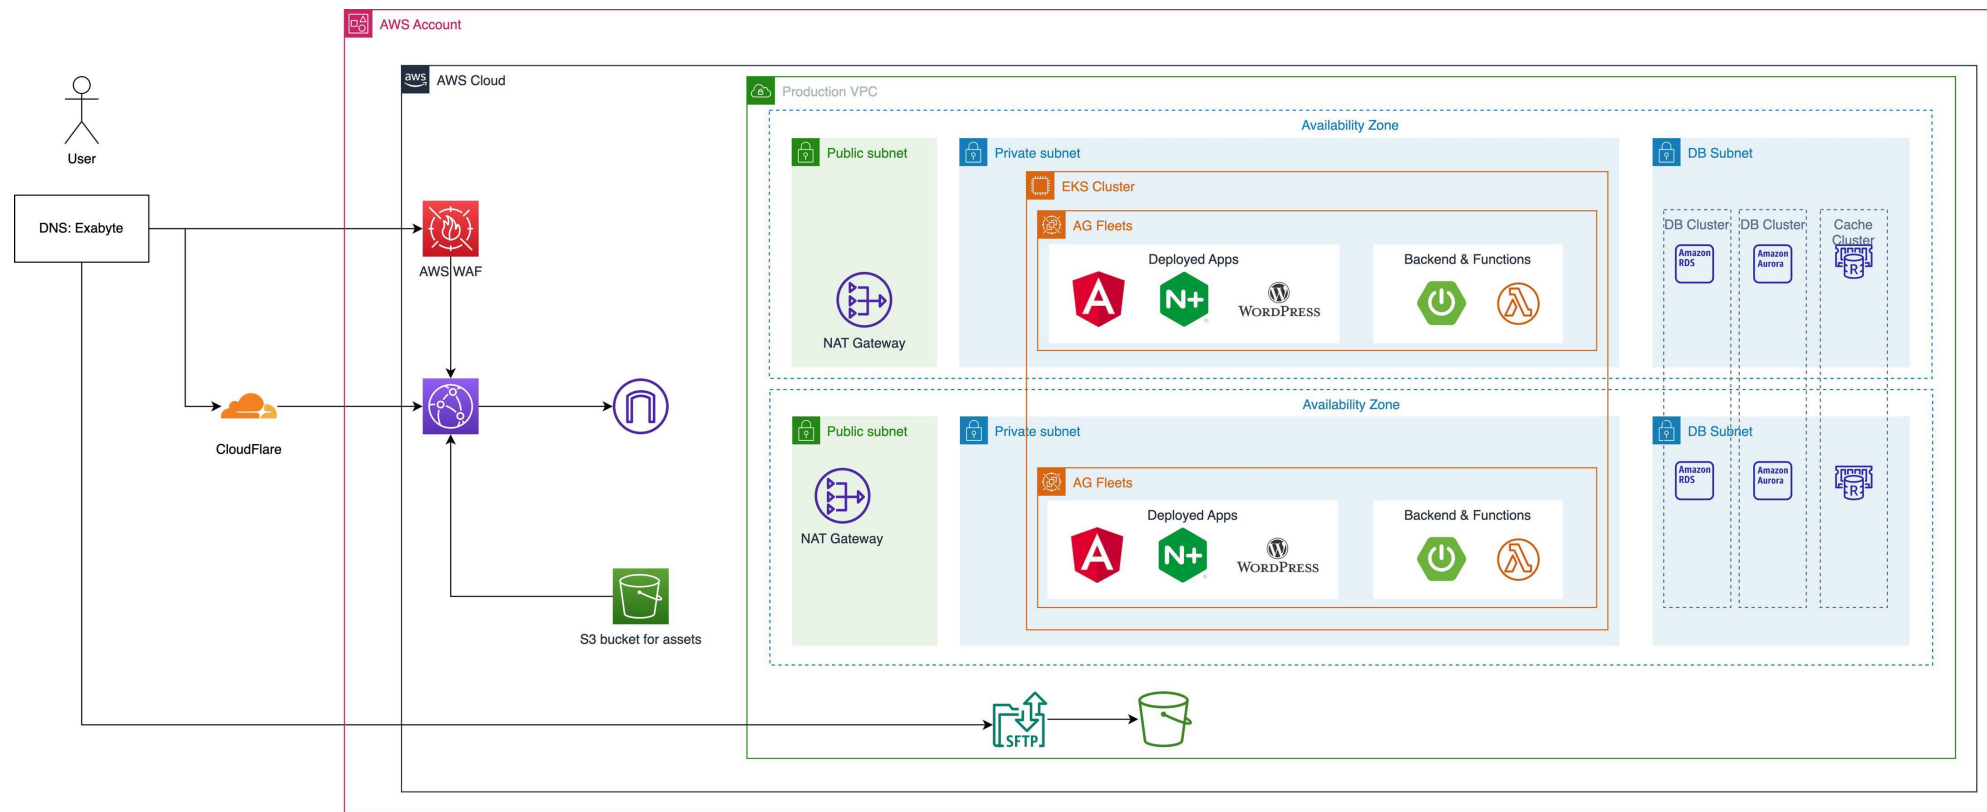 AWS Account
aws
AWS Cloud
Production VPC
User
DNS: Exabyte
AWS WAF
CloudFlare
S3 bucket for assets
Availability Zone
Public subnet
NAT Gateway
Private subnet
EKS Cluster
AG Fleets
Deployed Apps
N+
WORDPRESS
Backend & Functions
DB Subnet
DB Cluster
Amazon
RDS
DB Cluster
Amazon
Aurora
Cache
Cluster
R
Availability Zone
Public subnet
NAT Gateway
Private subnet
AG Fleets
Deployed Apps
N+
WORDPRESS
Backend & Functions
DB Subnet
Amazon
RDS
Amazon
Aurora
R
SFTP